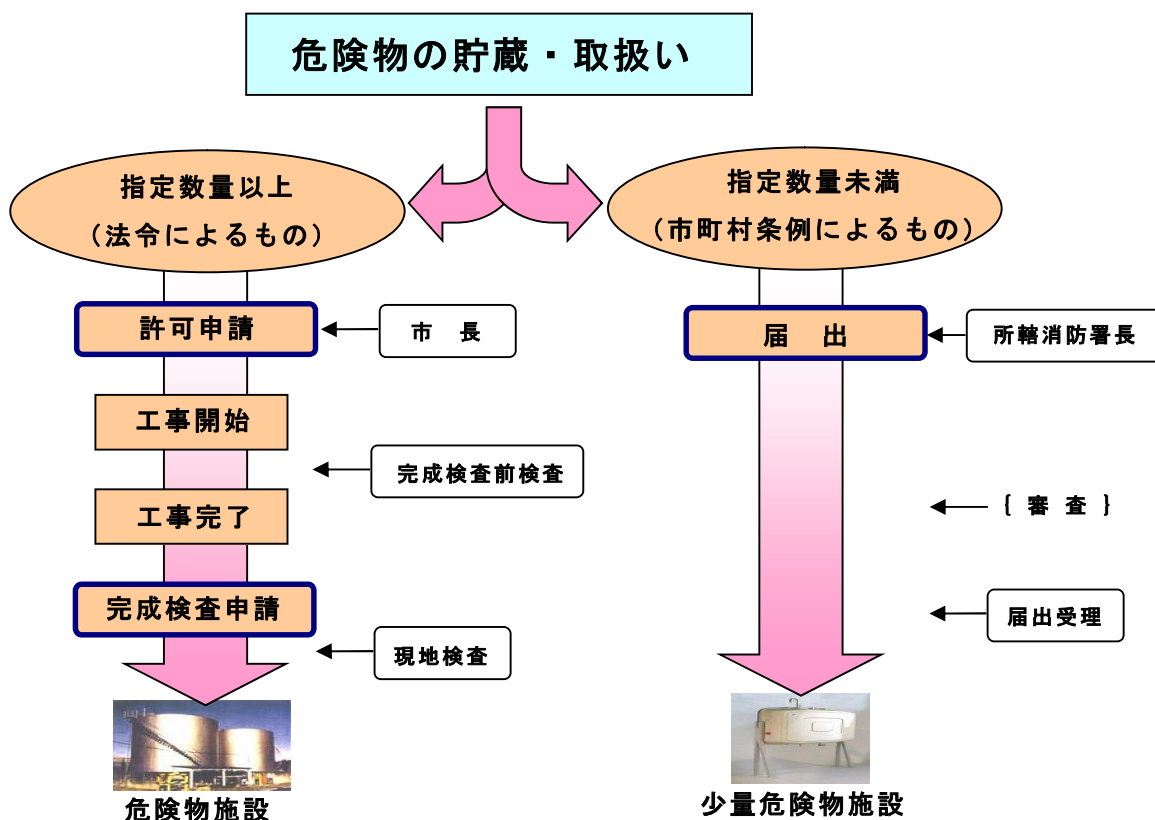 危険物の貯蔵・取扱い
指定数量以上
（法令によるもの）
許可申請
市　長
工事開始
完成検査前検査
工事完了
完成検査申請
現地検査
危険物施設
指定数量未満
（市町村条例によるもの）
届　出
所轄消防署長
｛ 審 査 ｝
届出受理
少量危険物施設